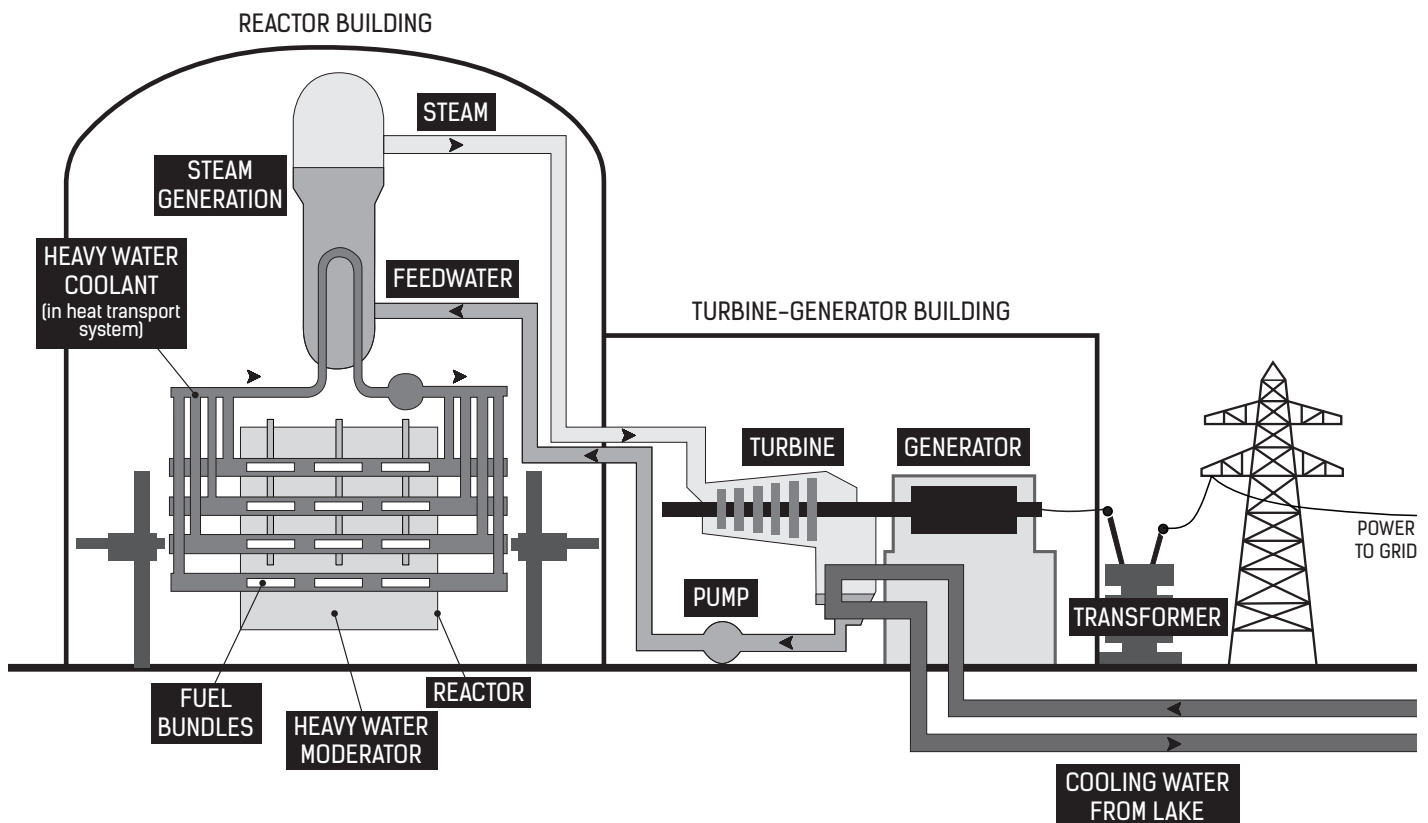 REACTOR BUILDING
STEAM
STEAM
GENERATION
HEAVY WATER
COOLANT
(in heat transport
system)
FEEDWATER
TURBINE-GENERATOR BUILDING
TURBINE
GENERATOR
POWER
TO GRID
PUMP
TRANSFORMER
FUEL
BUNDLES
REACTOR
HEAVY WATER
MODERATOR
COOLING WATER
FROM LAKE